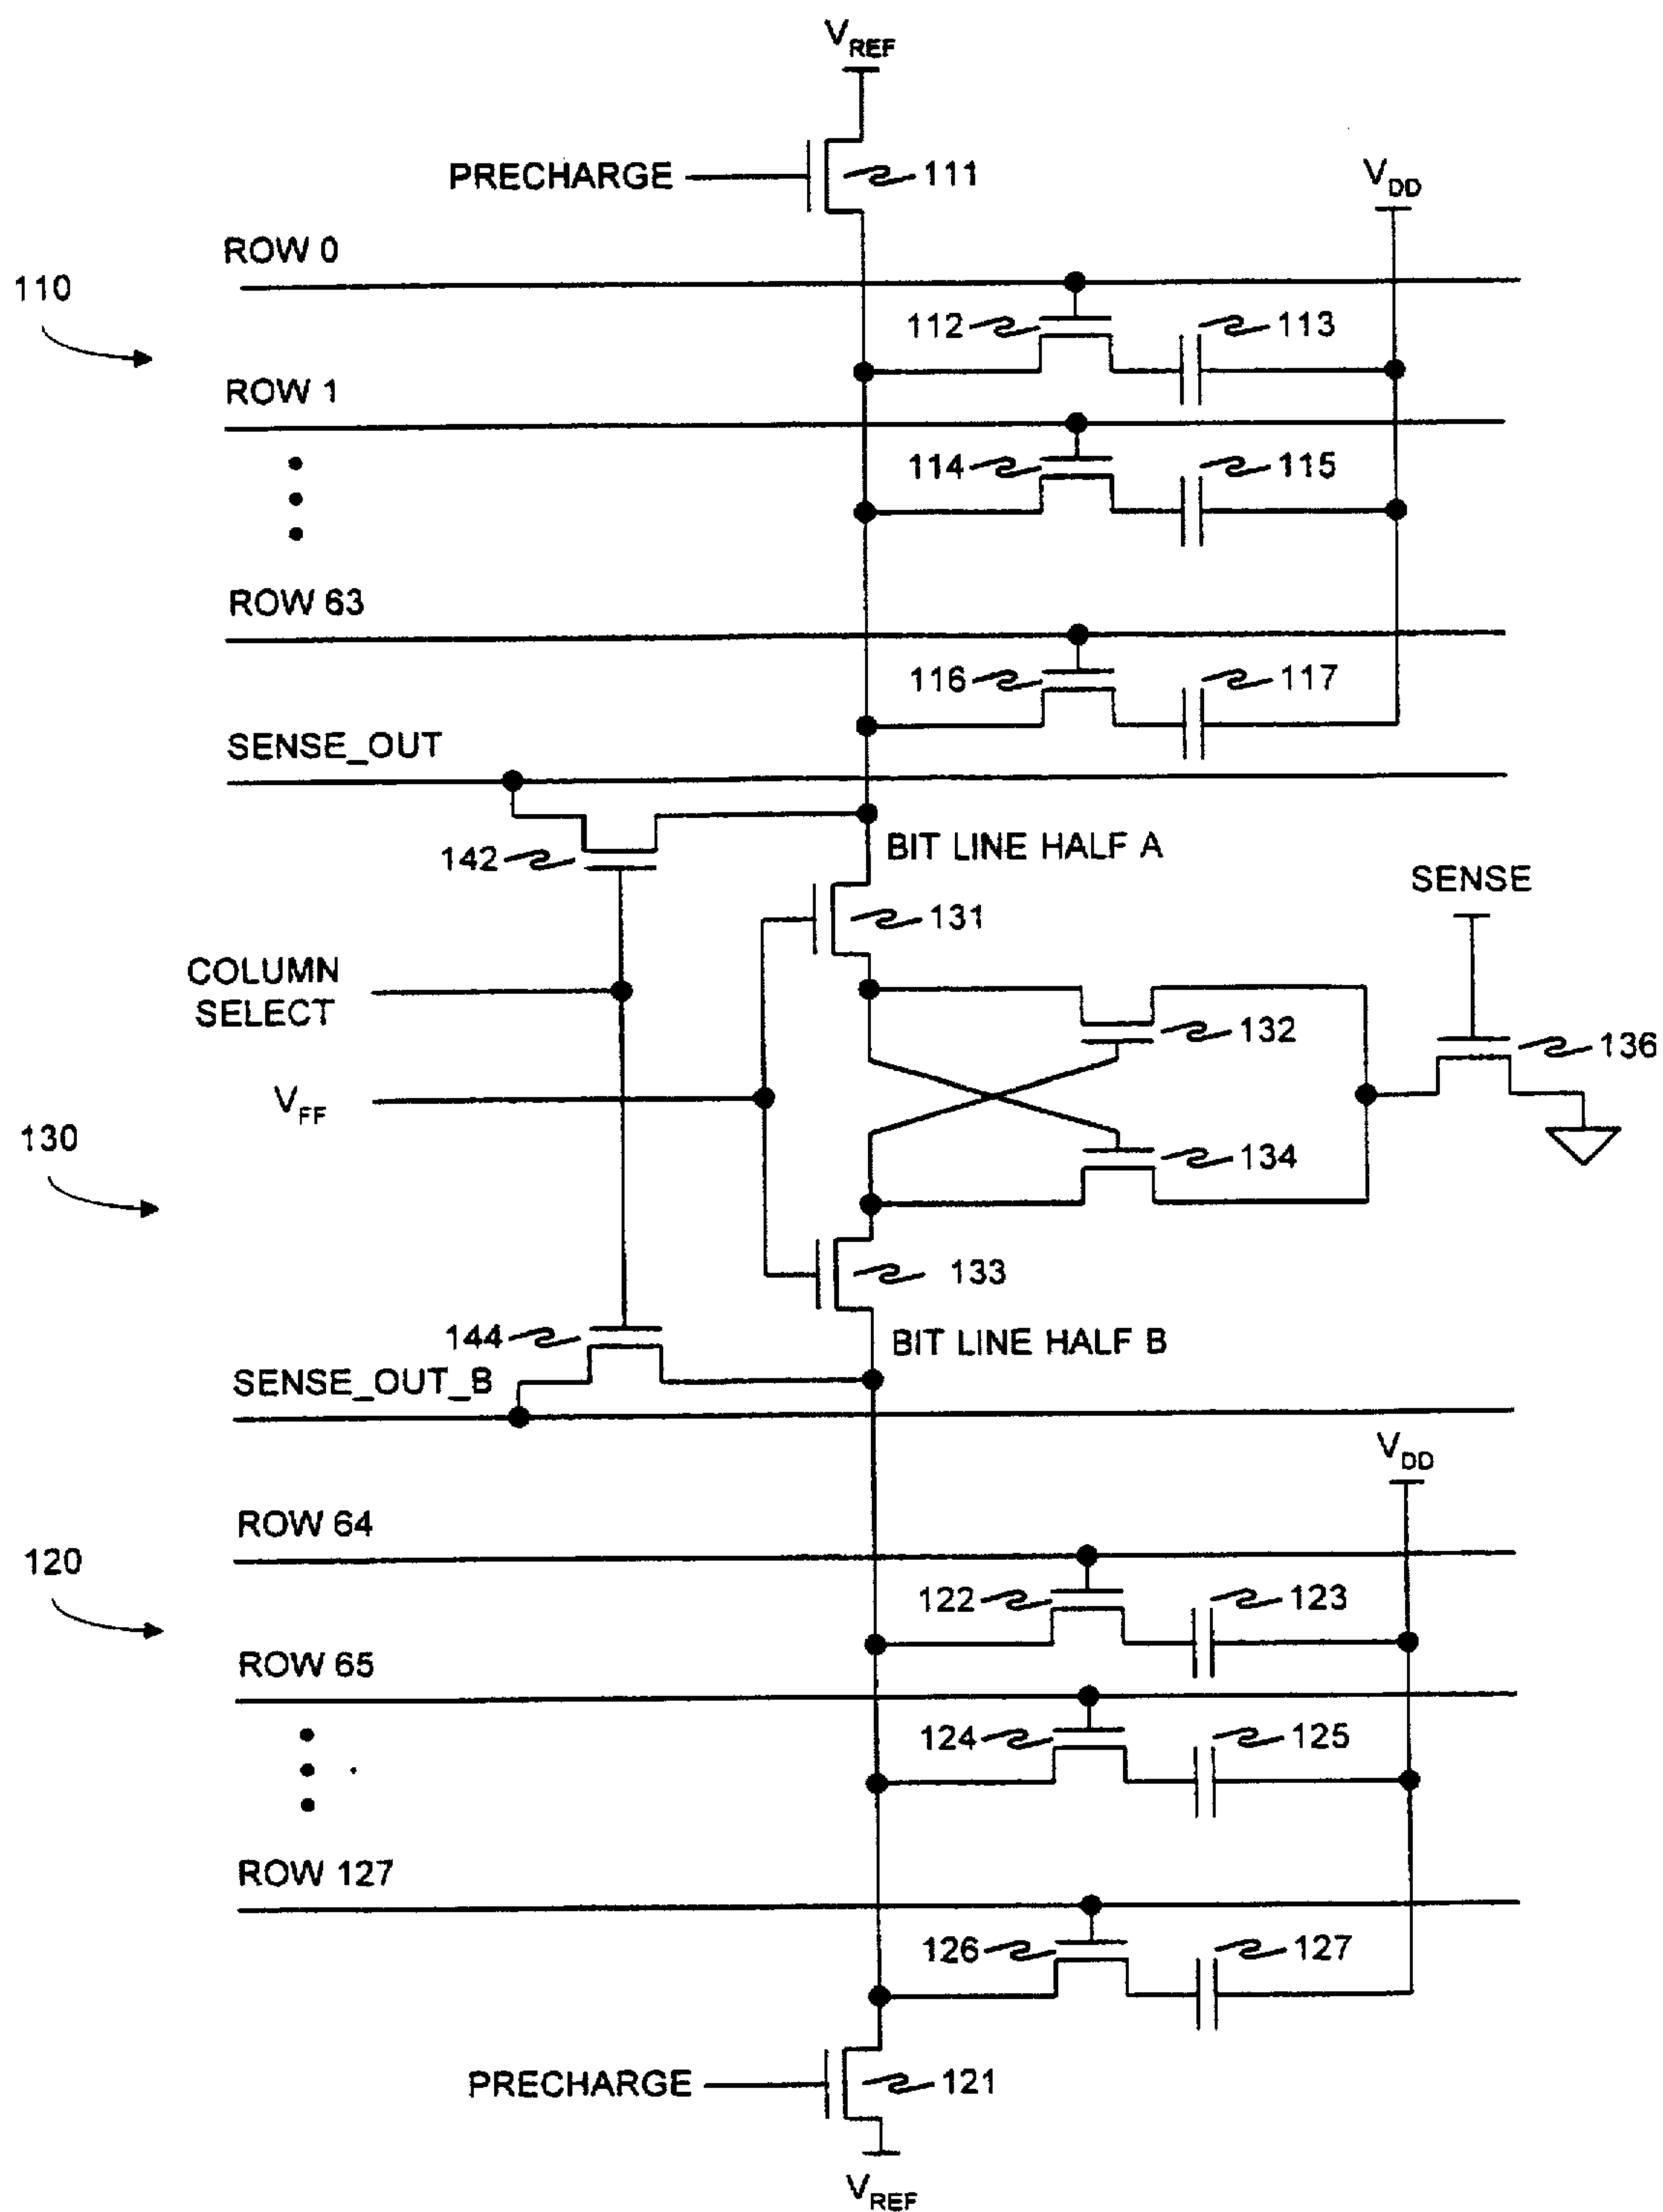 VREF
PRECHARGE 111
VDD
ROW 0
110
112 113
ROW 1
114 115
ROW 63
116 117
SENSE_OUT
142
BIT LINE HALF A
SENSE
131
COLUMN
SELECT
132
136
VFF
130
134
133
144
BIT LINE HALF B
SENSE_OUT_B
VDD
ROW 64
120
122 123
ROW 65
124 125
ROW 127
126 127
PRECHARGE 121
VREF